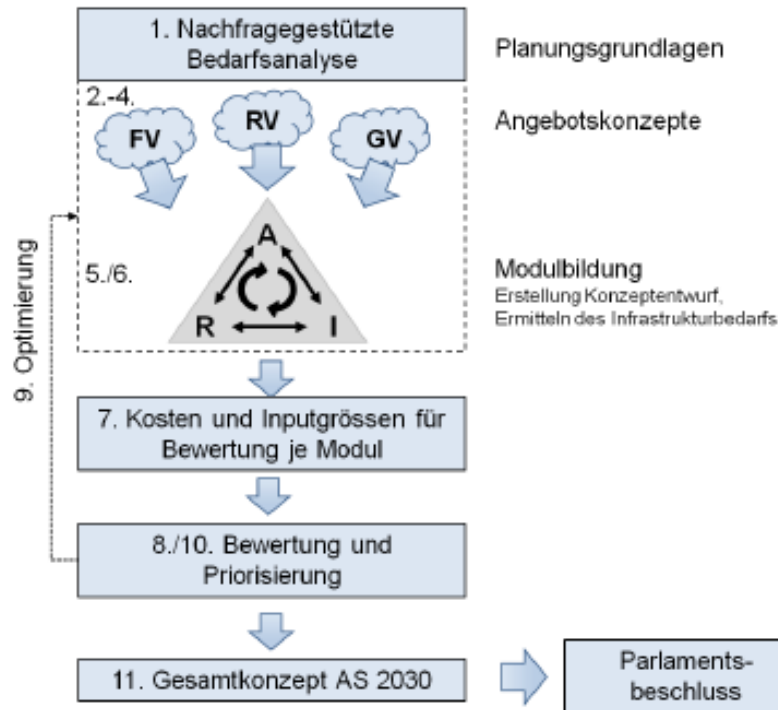 1. Nachfragegestützte
Bedarfsanalyse
Planungsgrundlagen
2.-4.
FV
RV
GV
Angebotskonzepte
A
5./6.
R
I
Modulbildung
Erstellung Konzeptentwurf,
Ermitteln des Infrastrukturbedarfs
9. Optimierung
7. Kosten und Inputgrössen für
Bewertung je Modul
8./10. Bewertung und
Priorisierung
11. Gesamtkonzept AS 2030
Parlaments-
beschluss